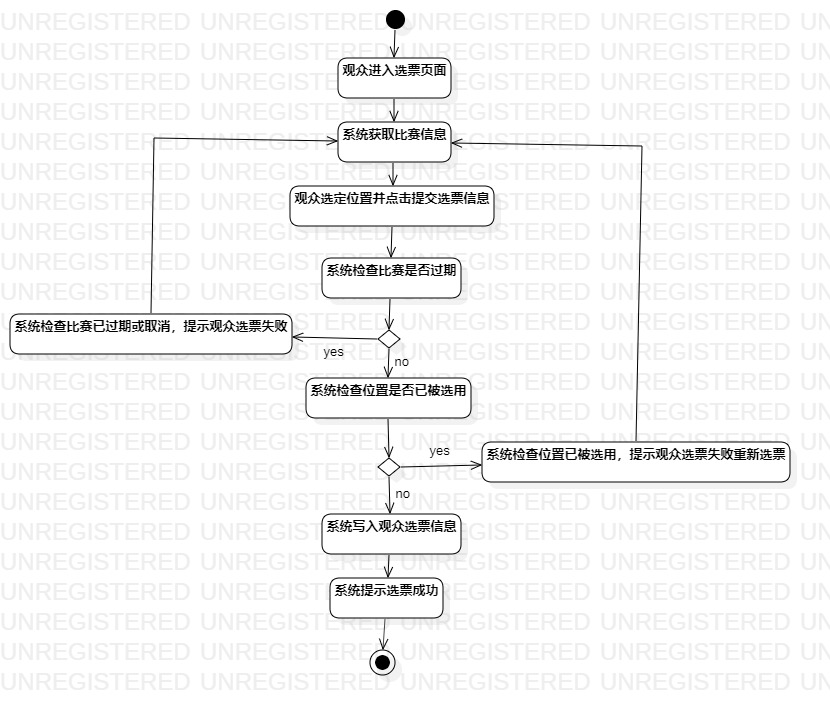 观众进入选票页面
系统获取比赛信息
观众选定位置并点击提交选票信息
系统检查比赛是否过期
系统检查比赛已过期或取消，提示观众选票失败
yes
no
系统检查位置是否已被选用
yes
系统检查位置已被选用，提示观众选票失败重新选票
no
系统写入观众选票信息
系统提示选票成功
UNREGISTERED